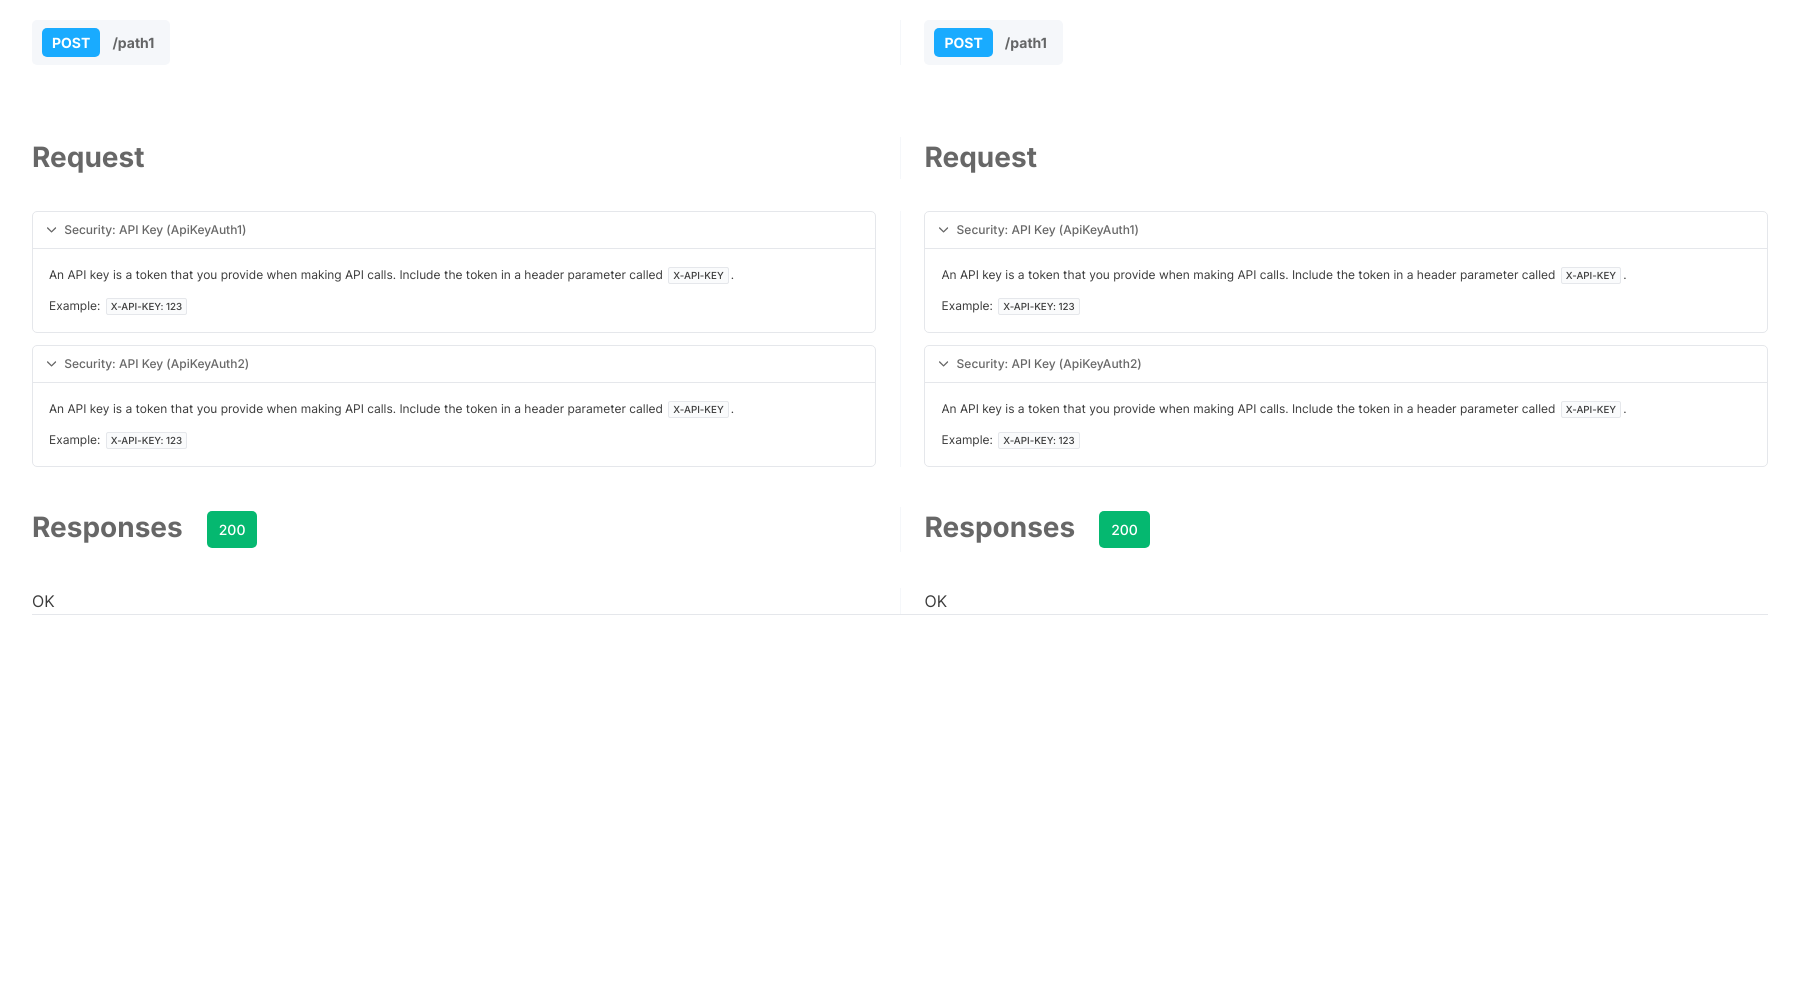 POST /path1
Request
Security: API Key (ApiKeyAuth1)
An API key is a token that you provide when making API calls. Include the token in a header parameter called X-API-KEY.
Example: X-API-KEY: 123
Security: API Key (ApiKeyAuth2)
An API key is a token that you provide when making API calls. Include the token in a header parameter called X-API-KEY.
Example: X-API-KEY: 123
Responses 200
OK
POST /path1
Request
Security: API Key (ApiKeyAuth1)
An API key is a token that you provide when making API calls. Include the token in a header parameter called X-API-KEY.
Example: X-API-KEY: 123
Security: API Key (ApiKeyAuth2)
An API key is a token that you provide when making API calls. Include the token in a header parameter called X-API-KEY.
Example: X-API-KEY: 123
Responses 200
OK